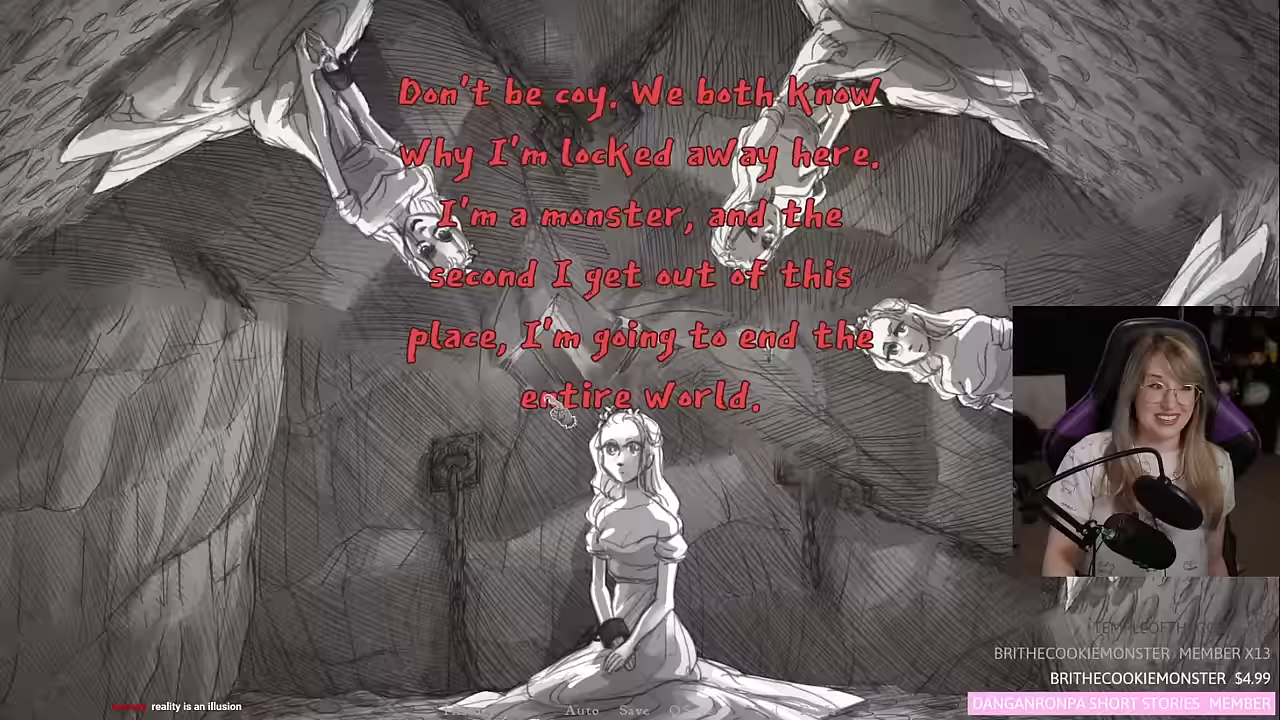 Don't be coy. We both know
why I'm locked away here.
I'm a monster, and the
second I get out of this
place, I'm going to end the
entire world.
BRITHECOOKIEMONSTER MEMBER X13
BRITHECOOKIEMONSTER $4.99
DANGANRONPA SHORT STORIES MEMBER
reality is an illusion
Auto Save